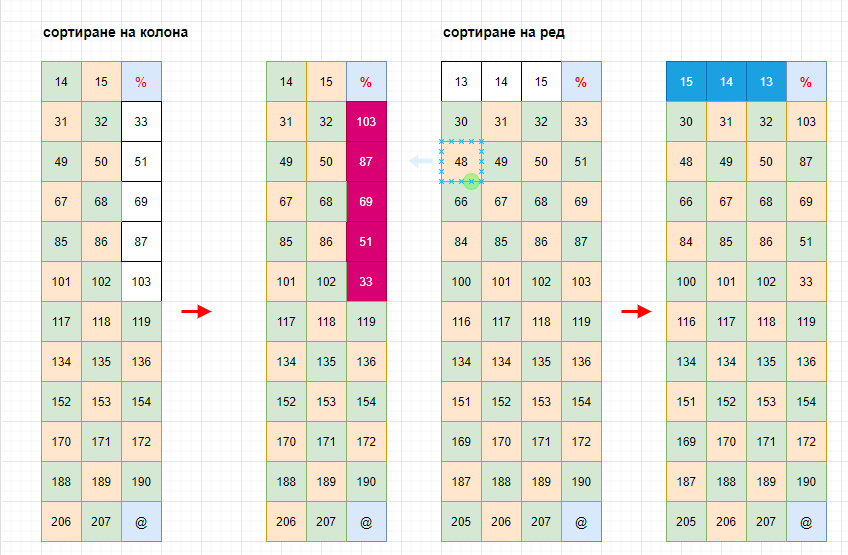 сортиране на колона сортиране на ред
14 15 % 14 15 % 13 14 15 % 15 14 13 %
31 32 33 31 32 103 30 31 32 33 30 31 32 103
49 50 51 49 50 87 48 49 50 51 48 49 50 87
67 68 69 67 68 69 66 67 68 69 66 67 68 69
85 86 87 85 86 51 84 85 86 87 84 85 86 51
101 102 103 101 102 33 100 101 102 103 100 101 102 33
117 118 119 117 118 119 116 117 118 119 116 117 118 119
134 135 136 134 135 136 134 134 135 136 134 134 135 136
152 153 154 152 153 154 151 152 153 154 151 152 153 154
170 171 172 170 171 172 169 170 171 172 169 170 171 172
188 189 190 188 189 190 187 188 189 190 187 188 189 190
206 207 @ 206 207 @ 205 206 207 @ 205 206 207 @